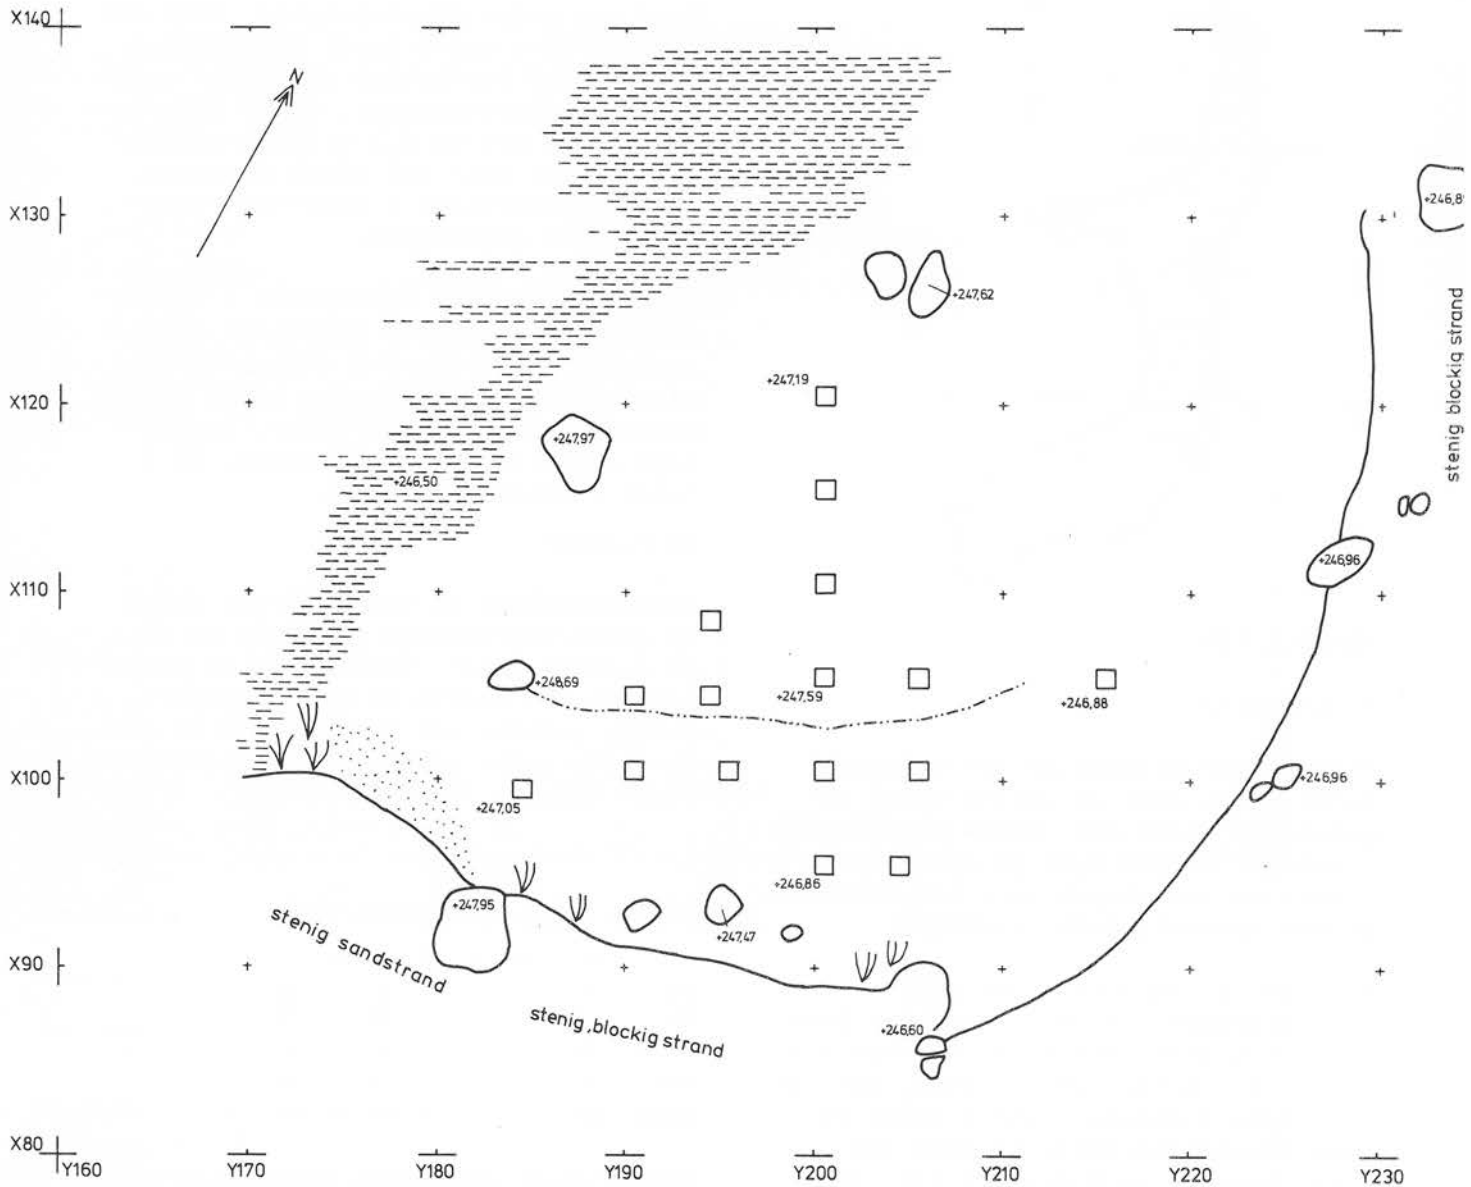 X140
N
X130
+246,8
+247,62
stenig blockig strand
+247,19
X120
+247,97
+246,50
X110
+246,96
+248,69
+247,59
+246,88
X100
+246,96
+247,05
+246,86
+247,95
+247,47
stenig sandstrand
X90
stenig, blockig strand
+246,60
X80
Y160
Y170
Y180
Y190
Y200
Y210
Y220
Y230